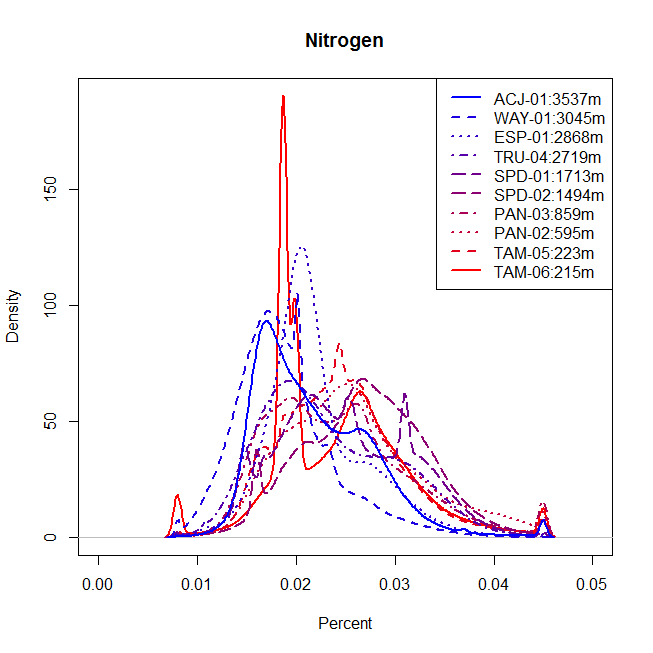 Nitrogen
ACJ-01:3537m
WAY-01:3045m
ESP-01:2868m
TRU-04:2719m
SPD-01:1713m
SPD-02:1494m
PAN-03:859m
PAN-02:595m
TAM-05:223m
TAM-06:215m
Density
150
100
50
0
0.00 0.01 0.02 0.03 0.04 0.05
Percent